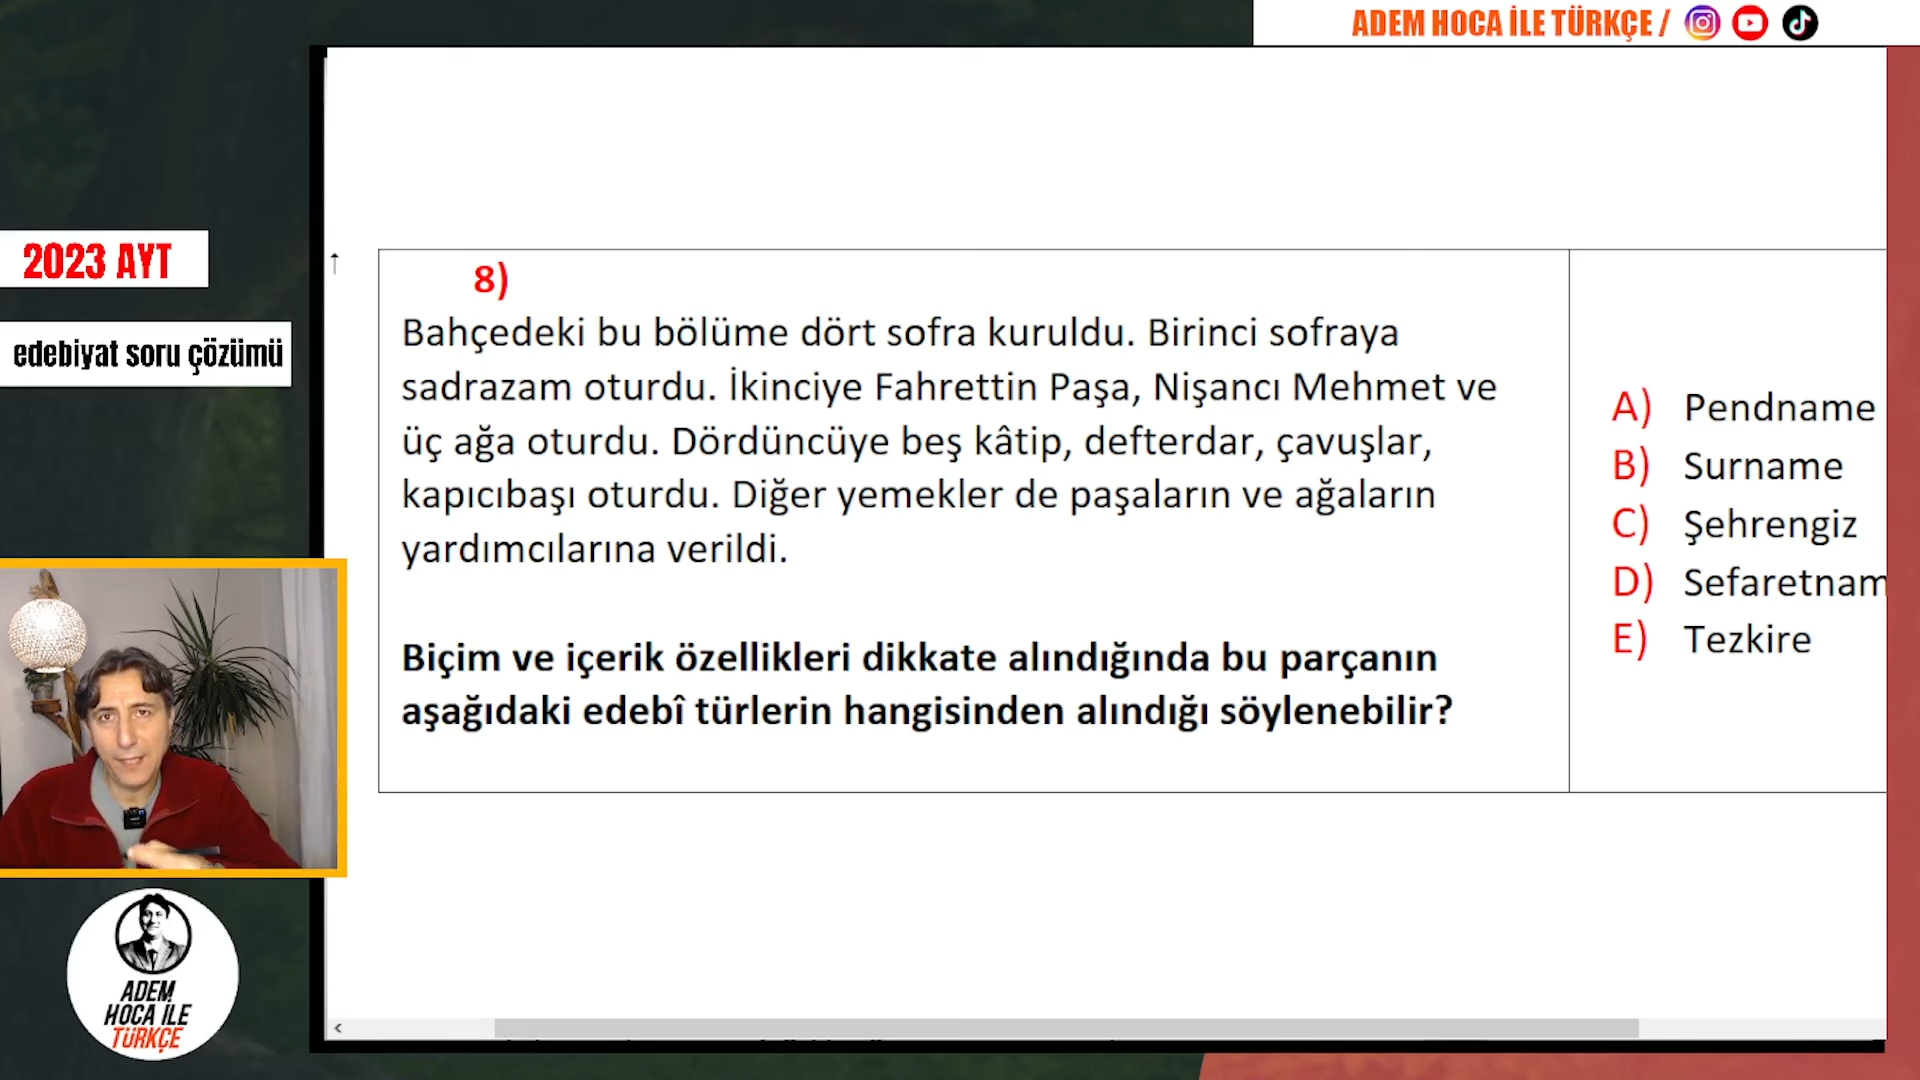 ADEM HOCA İLE TÜRKÇE /
2023 AYT
edebiyat soru çözümü
8)
Bahçedeki bu bölüme dört sofra kuruldu. Birinci sofraya
sadrazam oturdu. İkinciye Fahrettin Paşa, Nişancı Mehmet ve
üç ağa oturdu. Dördüncüye beş kâtip, defterdar, çavuşlar,
kapıcıbaşı oturdu. Diğer yemekler de paşaların ve ağaların
yardımcılarına verildi.
Biçim ve içerik özellikleri dikkate alındığında bu parçanın
aşağıdaki edebî türlerin hangisinden alındığı söylenebilir?
A) Pendname
B) Surname
C) Şehrengiz
D) Sefaretnam
E) Tezkire
ADEM
HOCA İLE
TÜRKÇE